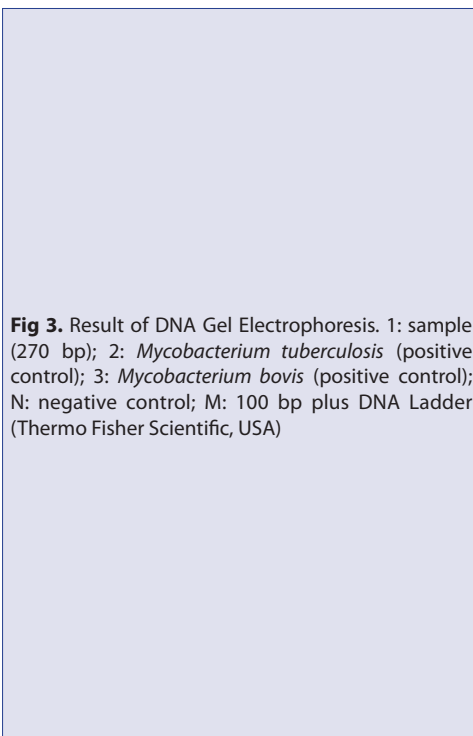 Fig 3. Result of DNA Gel Electrophoresis. 1: sample
(270 bp); 2: Mycobacterium tuberculosis (positive
control); 3: Mycobacterium bovis (positive control);
N: negative control; M: 100 bp plus DNA Ladder
(Thermo Fisher Scientific, USA)